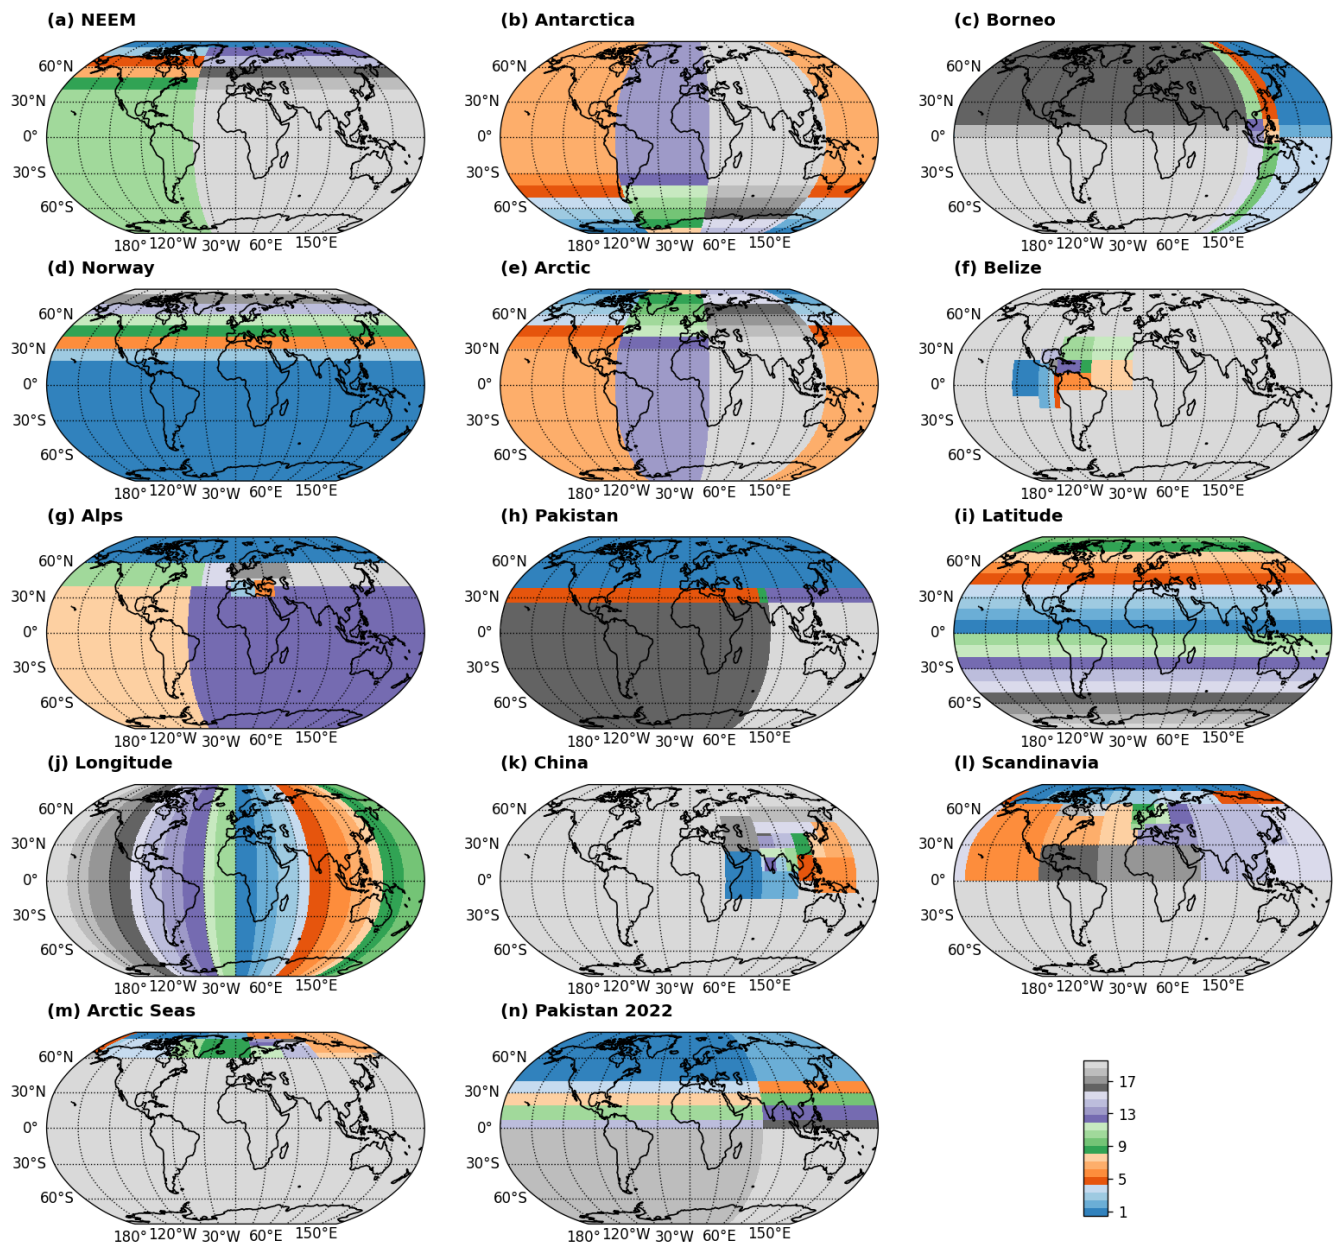 (a) NEEM
(b) Antarctica
(c) Borneo
60°N 60°N 60°N
30°N 30°N 30°N
0° 0° 0°
30°S 30°S 30°S
60°S 60°S 60°S
180° 120°W 30°W 60°E 150°E
180° 120°W 30°W 60°E 150°E
180° 120°W 30°W 60°E 150°E
(d) Norway
(e) Arctic
(f) Belize
60°N 60°N 60°N
30°N 30°N 30°N
0° 0° 0°
30°S 30°S 30°S
60°S 60°S 60°S
180° 120°W 30°W 60°E 150°E
180° 120°W 30°W 60°E 150°E
180° 120°W 30°W 60°E 150°E
(g) Alps
(h) Pakistan
(i) Latitude
60°N 60°N 60°N
30°N 30°N 30°N
0° 0° 0°
30°S 30°S 30°S
60°S 60°S 60°S
180° 120°W 30°W 60°E 150°E
180° 120°W 30°W 60°E 150°E
180° 120°W 30°W 60°E 150°E
(j) Longitude
(k) China
(l) Scandinavia
60°N 60°N 60°N
30°N 30°N 30°N
0° 0° 0°
30°S 30°S 30°S
60°S 60°S 60°S
180° 120°W 30°W 60°E 150°E
180° 120°W 30°W 60°E 150°E
180° 120°W 30°W 60°E 150°E
(m) Arctic Seas
(n) Pakistan 2022
60°N 60°N
30°N 30°N
0° 0°
30°S 30°S
60°S 60°S
180° 120°W 30°W 60°E 150°E
180° 120°W 30°W 60°E 150°E
17
13
9
5
1